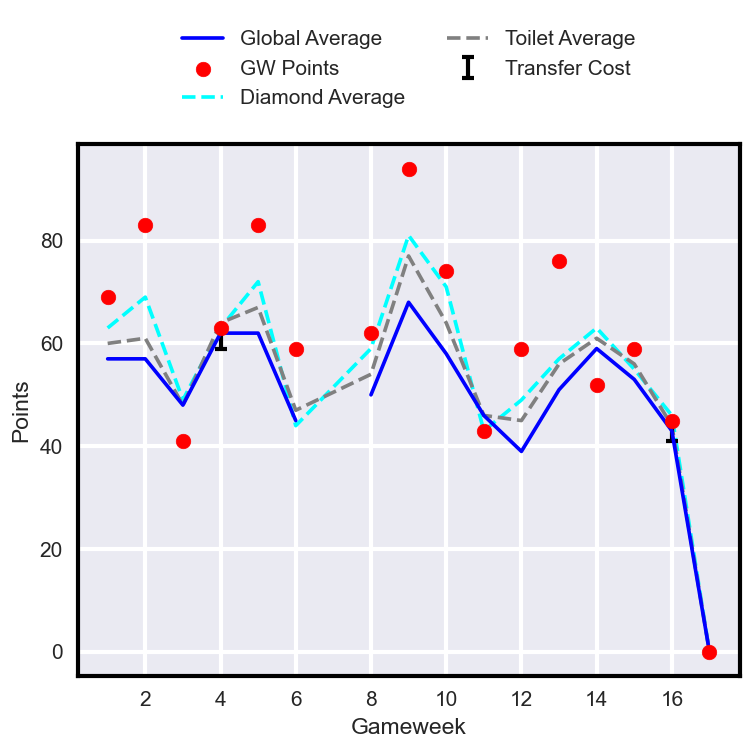 Global Average
GW Points
Diamond Average
Toilet Average
Transfer Cost
Points
80
60
40
20
0
2 4 6 8 10 12 14 16
Gameweek